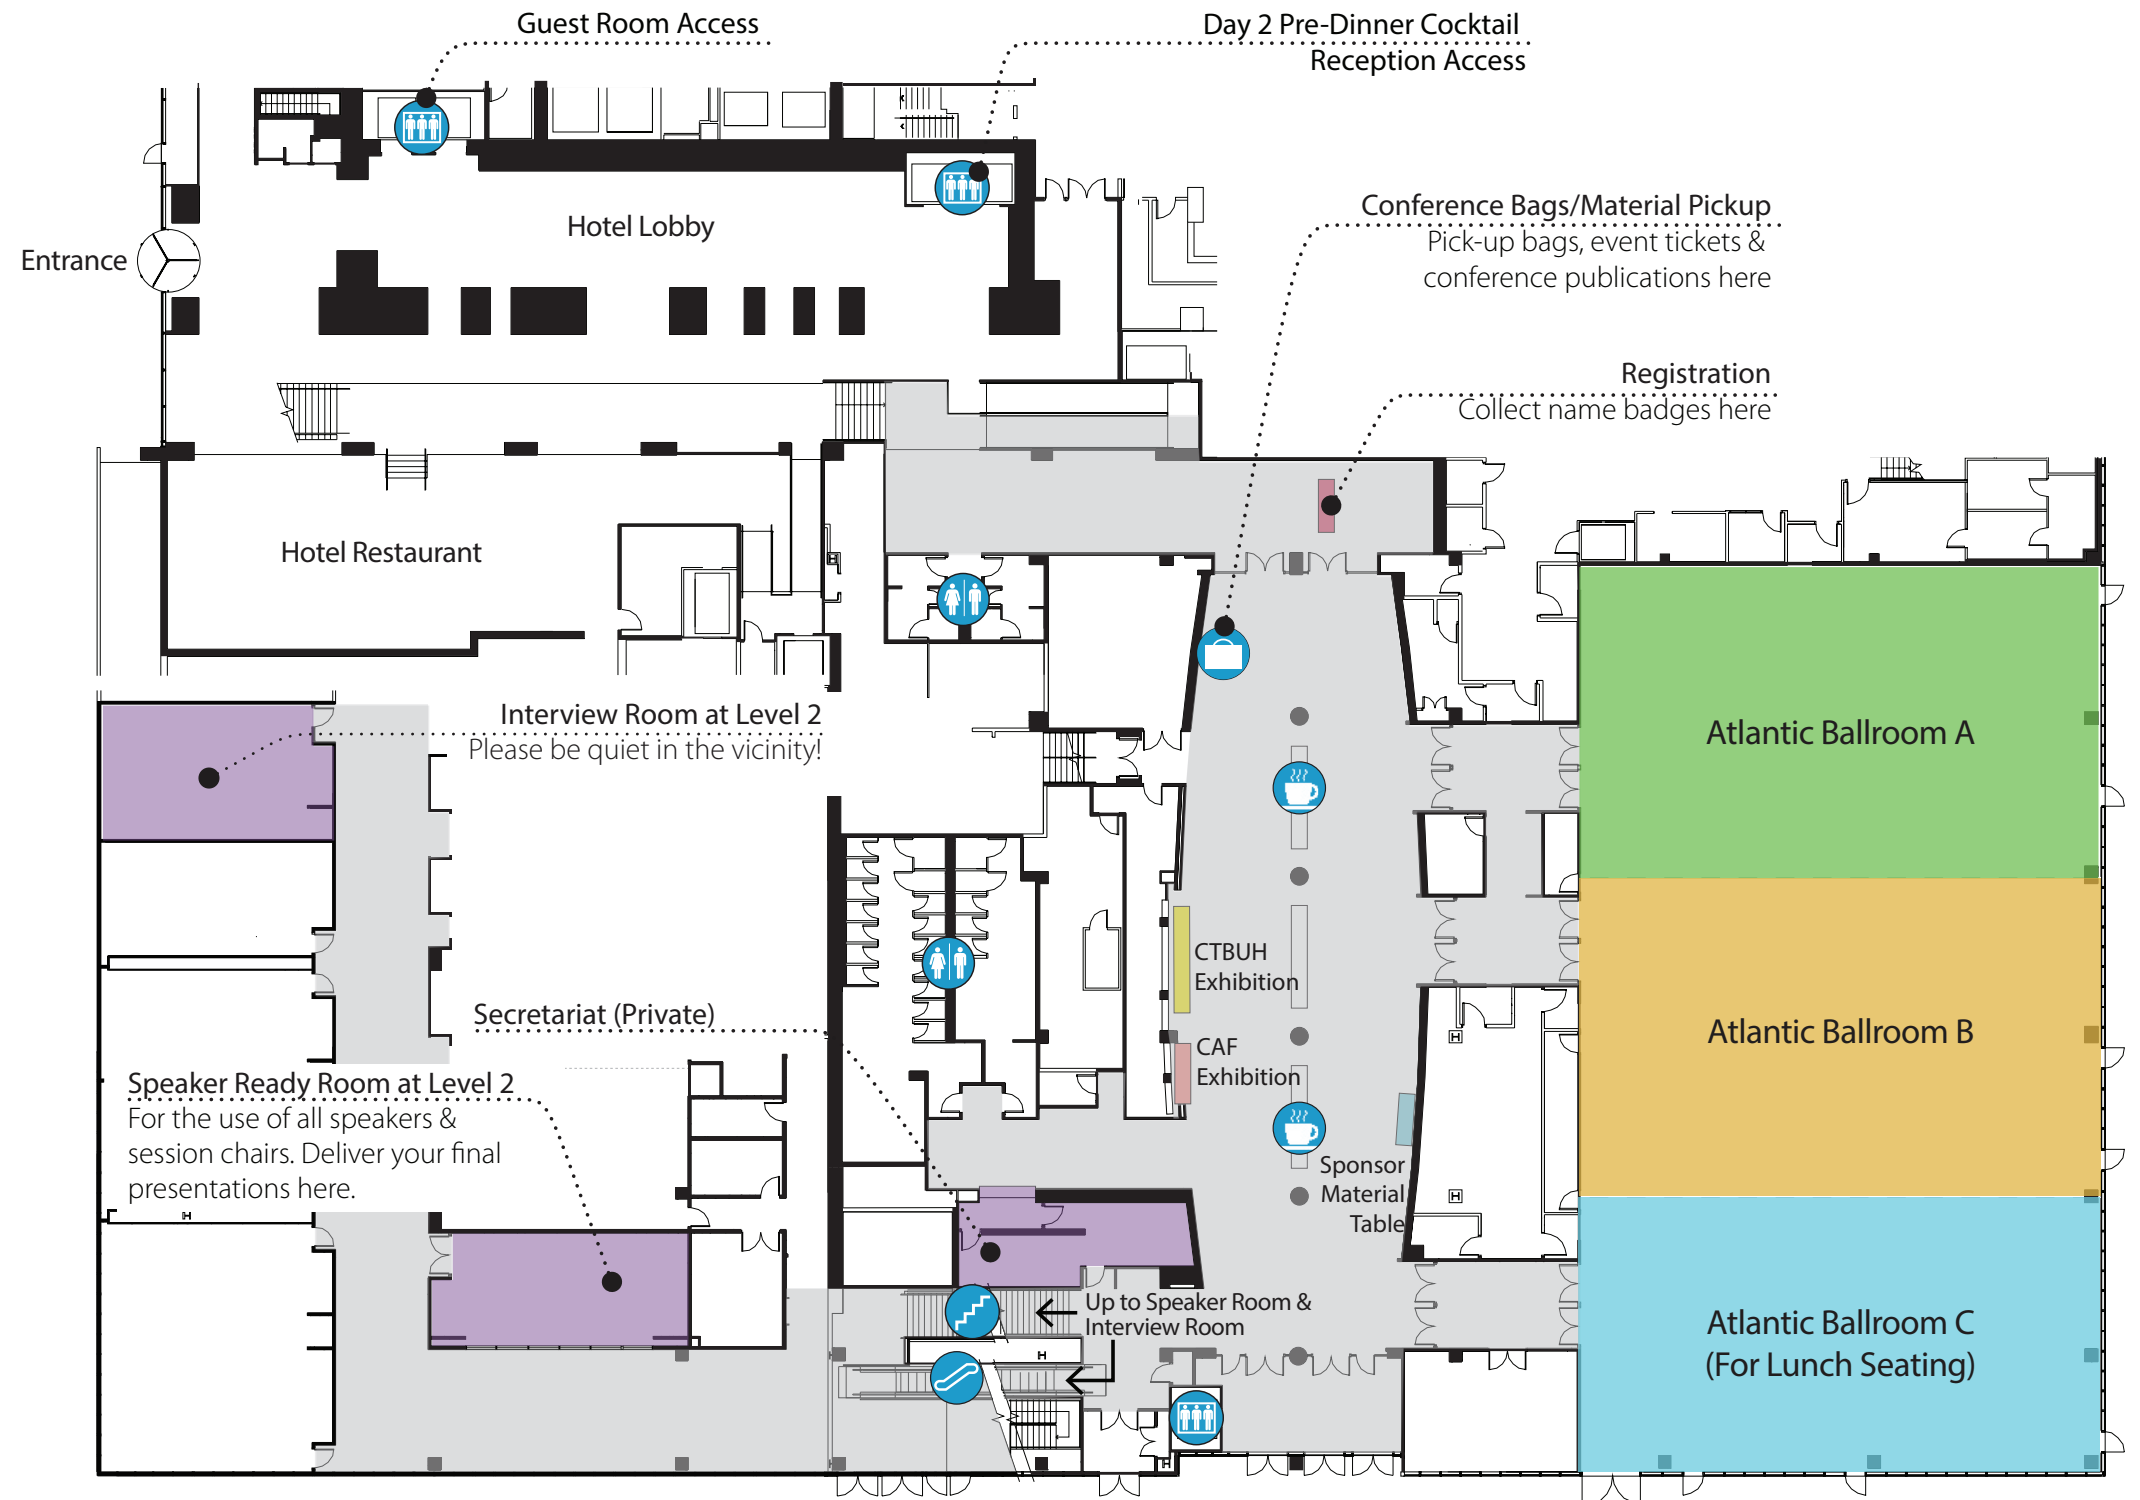 Guest Room Access
Day 2 Pre-Dinner Cocktail
Reception Access
Hotel Lobby
Entrance
Conference Bags/Material Pickup
Pick-up bags, event tickets &
conference publications here
Registration
Collect name badges here
Hotel Restaurant
Interview Room at Level 2
Please be quiet in the vicinity!
Atlantic Ballroom A
CTBUH
Exhibition
Secretariat (Private)
CAF
Exhibition
Atlantic Ballroom B
Speaker Ready Room at Level 2
For the use of all speakers &
session chairs. Deliver your final
presentations here.
Sponsor
Material
Table
Up to Speaker Room &
Interview Room
Atlantic Ballroom C
(For Lunch Seating)